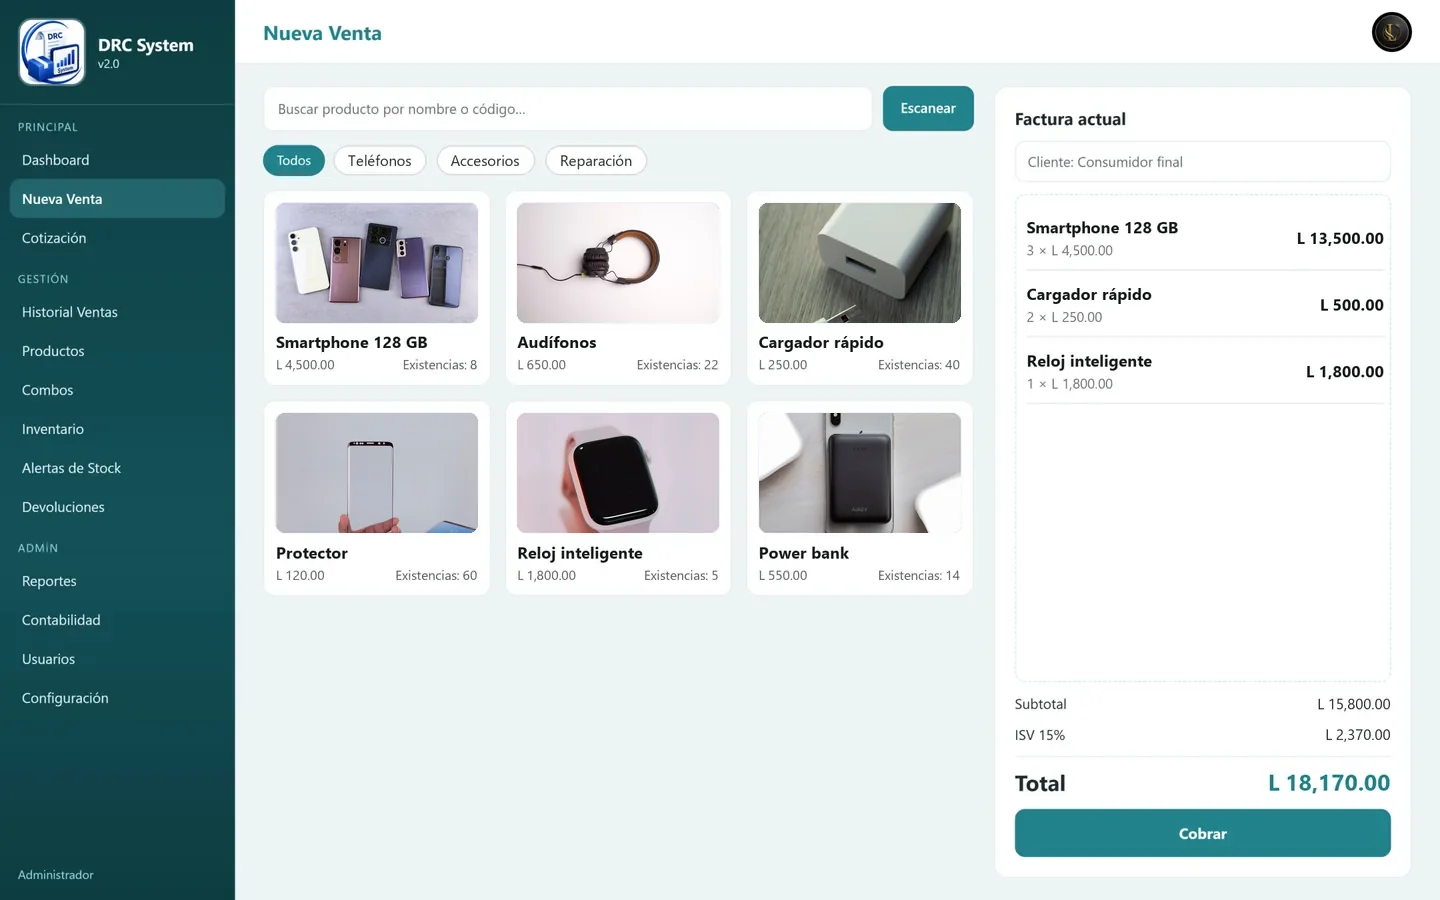 DRC System
v2.0
PRINCIPAL
Dashboard
Nueva Venta
Cotización
GESTIÓN
Historial Ventas
Productos
Combos
Inventario
Alertas de Stock
Devoluciones
ADMIN
Reportes
Contabilidad
Usuarios
Configuración
Administrador
Nueva Venta
Buscar producto por nombre o código...
Escanear
Todos
Teléfonos
Accesorios
Reparación
Smartphone 128 GB
L 4,500.00 Existencias: 8
Audífonos
L 650.00 Existencias: 22
Cargador rápido
L 250.00 Existencias: 40
Protector
L 120.00 Existencias: 60
Reloj inteligente
L 1,800.00 Existencias: 5
Power bank
L 550.00 Existencias: 14
Factura actual
Cliente: Consumidor final
Smartphone 128 GB
3 × L 4,500.00
L 13,500.00
Cargador rápido
2 × L 250.00
L 500.00
Reloj inteligente
1 × L 1,800.00
L 1,800.00
Subtotal L 15,800.00
ISV 15% L 2,370.00
Total L 18,170.00
Cobrar